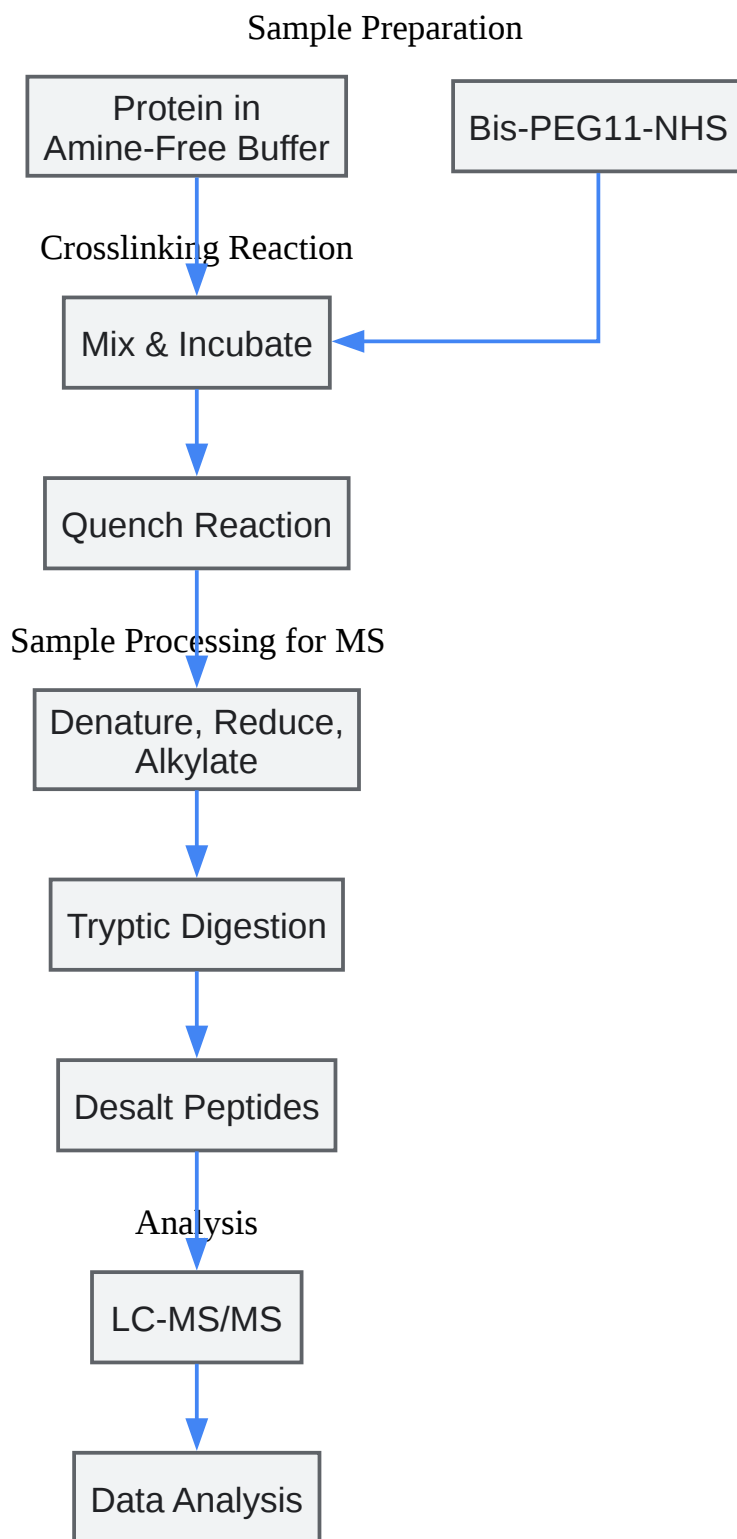 Sample Preparation
Protein in
Amine-Free Buffer
Bis-PEG11-NHS
Crosslinking Reaction
Mix & Incubate
Quench Reaction
Sample Processing for MS
Denature, Reduce,
Alkylate
Tryptic Digestion
Desalt Peptides
Analysis
LC-MS/MS
Data Analysis